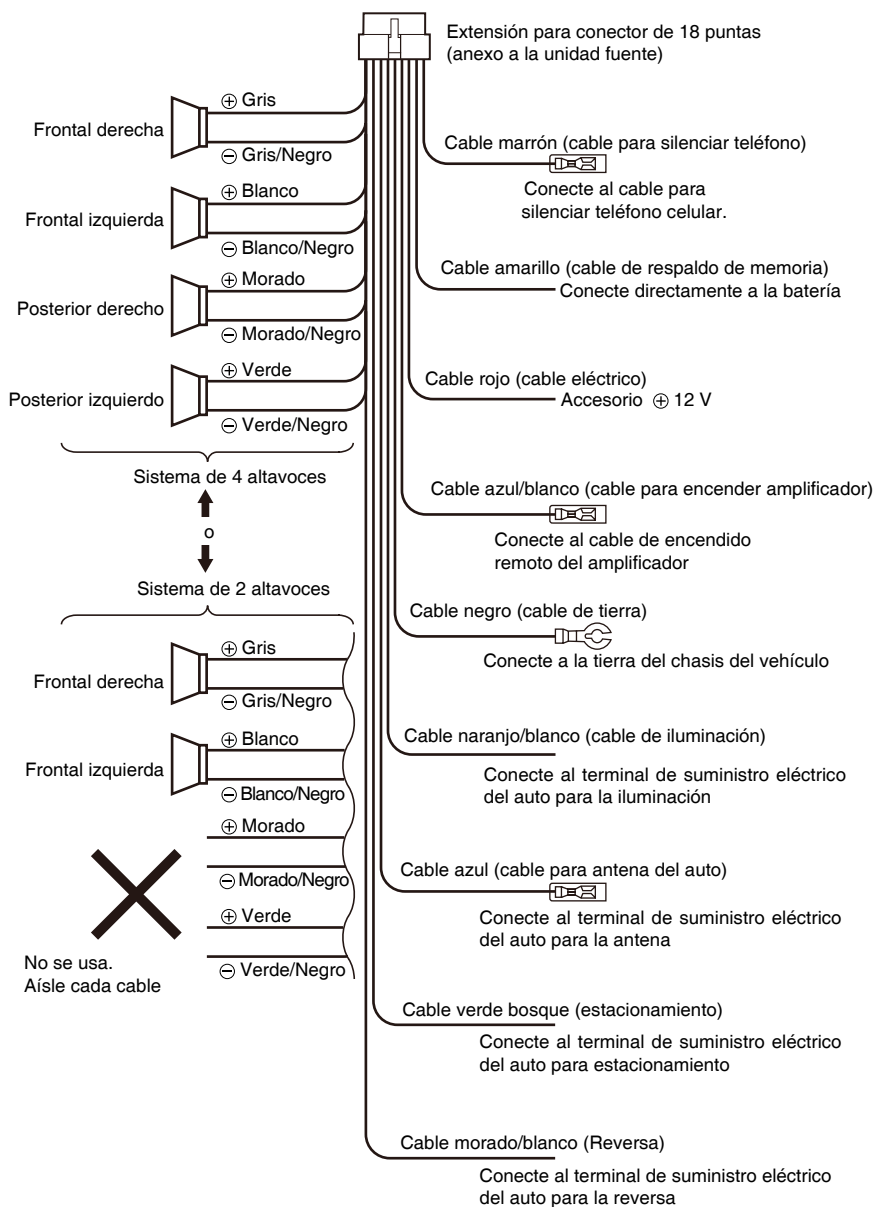 Extensión para conector de 18 puntas
(anexo a la unidad fuente)
⊕ Gris
Frontal derecha
⊖ Gris/Negro
⊕ Blanco
Frontal izquierda
⊖ Blanco/Negro
⊕ Morado
Posterior derecho
⊖ Morado/Negro
⊕ Verde
Posterior izquierdo
⊖ Verde/Negro
Sistema de 4 altavoces
o
Sistema de 2 altavoces
⊕ Gris
Frontal derecha
⊖ Gris/Negro
⊕ Blanco
Frontal izquierda
⊖ Blanco/Negro
⊕ Morado
⊖ Morado/Negro
⊕ Verde
⊖ Verde/Negro
No se usa.
Aísle cada cable
Cable marrón (cable para silenciar teléfono)
Conecte al cable para
silenciar teléfono celular.
Cable amarillo (cable de respaldo de memoria)
Conecte directamente a la batería
Cable rojo (cable eléctrico)
Accesorio ⊕ 12 V
Cable azul/blanco (cable para encender amplificador)
Conecte al cable de encendido
remoto del amplificador
Cable negro (cable de tierra)
Conecte a la tierra del chasis del vehículo
Cable naranjo/blanco (cable de iluminación)
Conecte al terminal de suministro eléctrico
del auto para la iluminación
Cable azul (cable para antena del auto)
Conecte al terminal de suministro eléctrico
del auto para la antena
Cable verde bosque (estacionamiento)
Conecte al terminal de suministro eléctrico
del auto para estacionamiento
Cable morado/blanco (Reversa)
Conecte al terminal de suministro eléctrico
del auto para la reversa